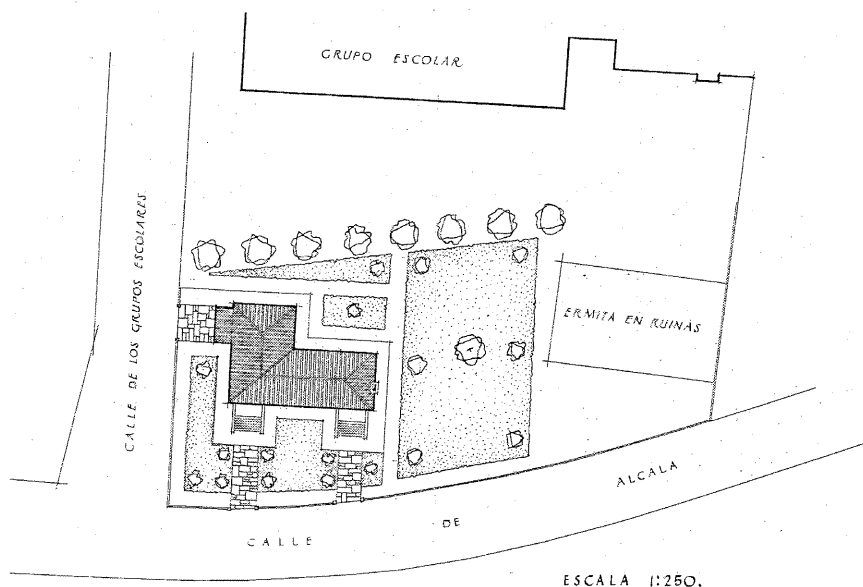 GRUPO ESCOLAR
CALLE DE LOS GRUPOS ESCOLARES
ERMITA EN RUINAS
CALLE DE ALCALA
ESCALA 1:250.